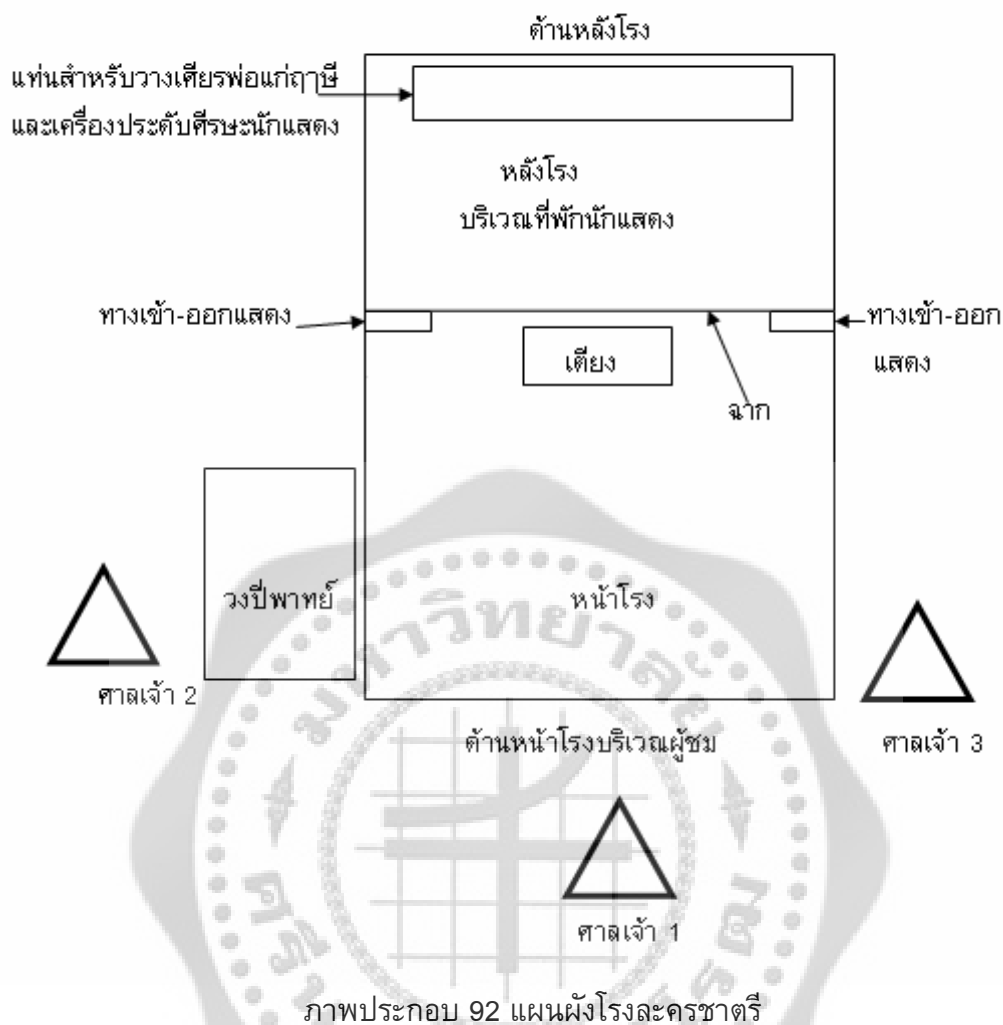 ด้านหลังโรง
แท่นสำหรับวางเศียรพ่อแก่ฤาษี
และเครื่องประดับศีรษะนักแสดง
หลังโรง
บริเวณที่พักนักแสดง
ทางเข้า-ออกแสดง
ทางเข้า-ออก
แสดง
เตียง
ฉาก
วงปี่พาทย์
หน้าโรง
ศาลเจ้า 2
ด้านหน้าโรงบริเวณผู้ชม
ศาลเจ้า 3
ศาลเจ้า 1
มหาวิทยาลัย
ภาพประกอบ 92 แผนผังโรงละครชาตรี